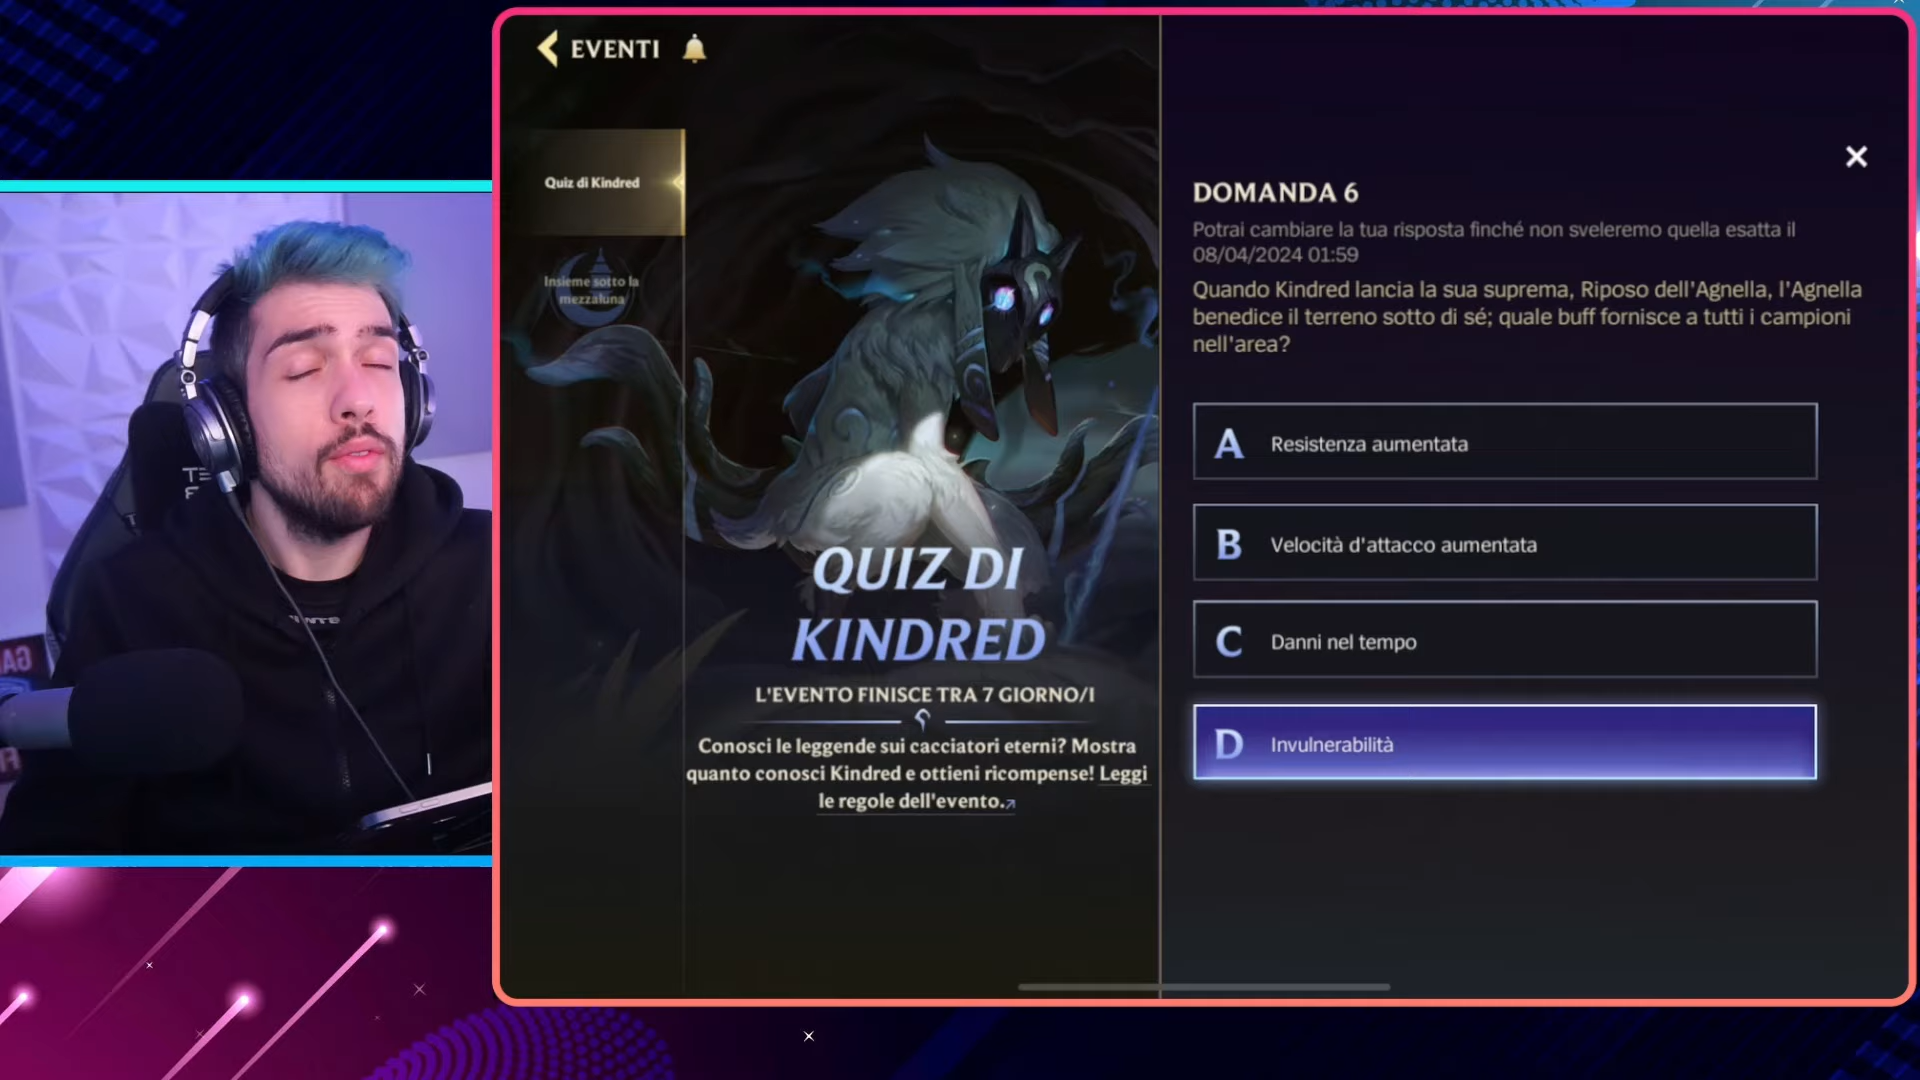 EVENTI
Quiz di Kindred
Insieme sotto la
mezzaluna
QUIZ DI
KINDRED
L'EVENTO FINISCE TRA 7 GIORNO/I
Conosci le leggende sui cacciatori eterni? Mostra
quanto conosci Kindred e ottieni ricompense! Leggi
le regole dell'evento.
DOMANDA 6
Potrai cambiare la tua risposta finché non sveleremo quella esatta il
08/04/2024 01:59
Quando Kindred lancia la sua suprema, Riposo dell'Agnella, l'Agnella
benedice il terreno sotto di sé; quale buff fornisce a tutti i campioni
nell'area?
A Resistenza aumentata
B Velocità d'attacco aumentata
C Danni nel tempo
D Invulnerabilità